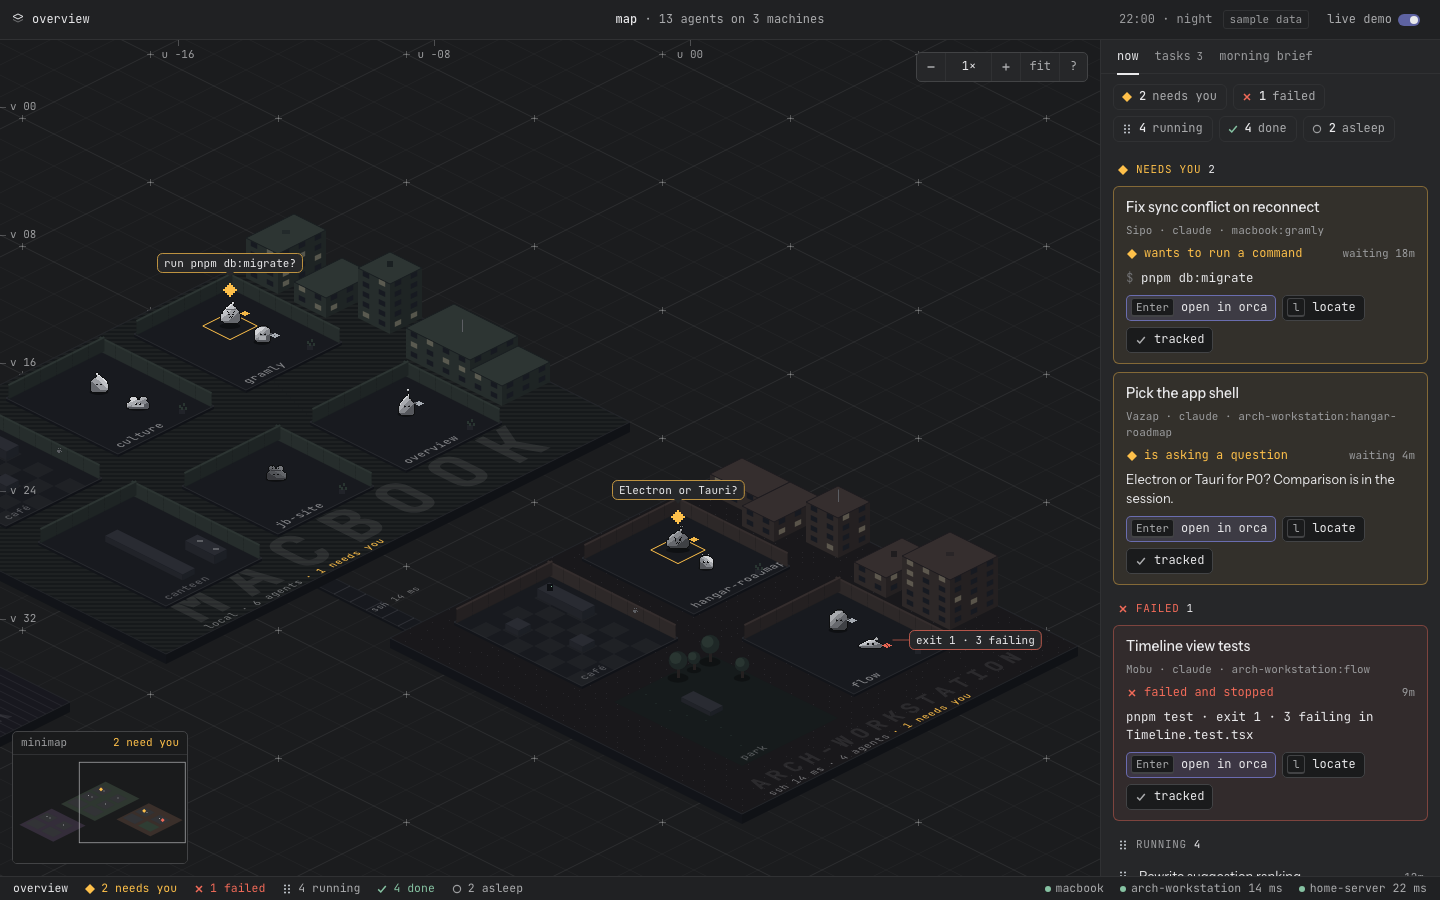 overview
map · 13 agents on 3 machines
22:00 · night
sample data
live demo
u -16
u -08
u 00
v 00
v 08
v 16
v 24
v 32
− 1× + fit ?
run pnpm db:migrate?
gramly
culture
overview
jb-site
café
canteen
MACBOOK
local · 6 agents · 1 needs you
ssh 14 ms
Electron or Tauri?
hangar-roadmap
café
flow
exit 1 · 3 failing
park
ARCH-WORKSTATION
ssh 14 ms · 4 agents · 1 needs you
minimap
2 need you
now
tasks 3
morning brief
2 needs you
1 failed
4 running
4 done
2 asleep
NEEDS YOU 2
Fix sync conflict on reconnect
Sipo · claude · macbook:gramly
wants to run a command
waiting 18m
$ pnpm db:migrate
Enter open in orca
l locate
tracked
Pick the app shell
Vazap · claude · arch-workstation:hangar-
roadmap
is asking a question
waiting 4m
Electron or Tauri for P0? Comparison is in the
session.
Enter open in orca
l locate
tracked
FAILED 1
Timeline view tests
Mobu · claude · arch-workstation:flow
failed and stopped
9m
pnpm test · exit 1 · 3 failing in
Timeline.test.tsx
Enter open in orca
l locate
tracked
RUNNING 4
Rewrite suggestion ranking
overview
2 needs you
1 failed
4 running
4 done
2 asleep
macbook
arch-workstation 14 ms
home-server 22 ms